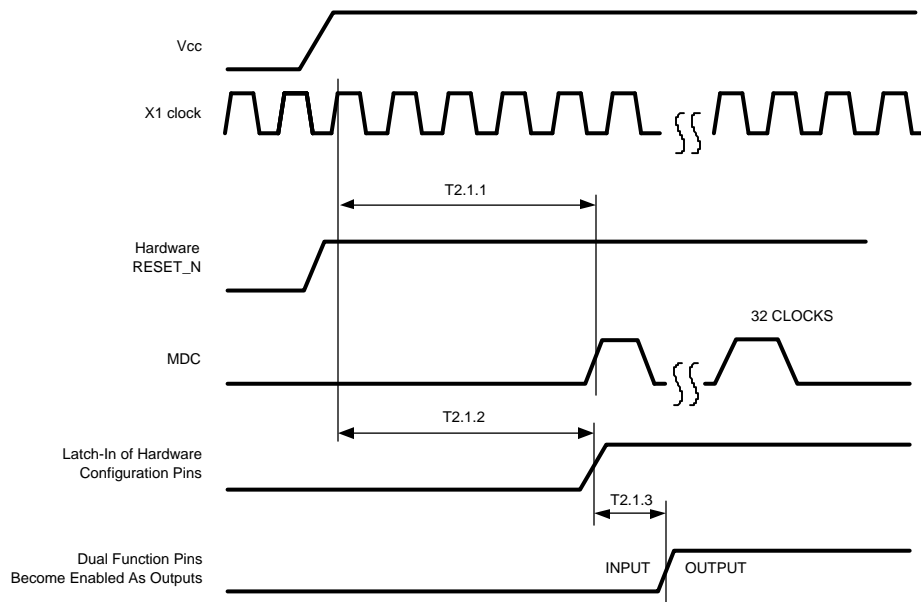 Vcc
X1 clock
T2.1.1
Hardware
RESET_N
32 CLOCKS
MDC
T2.1.2
Latch-In of Hardware
Configuration Pins
T2.1.3
Dual Function Pins
Become Enabled As Outputs
INPUT
OUTPUT